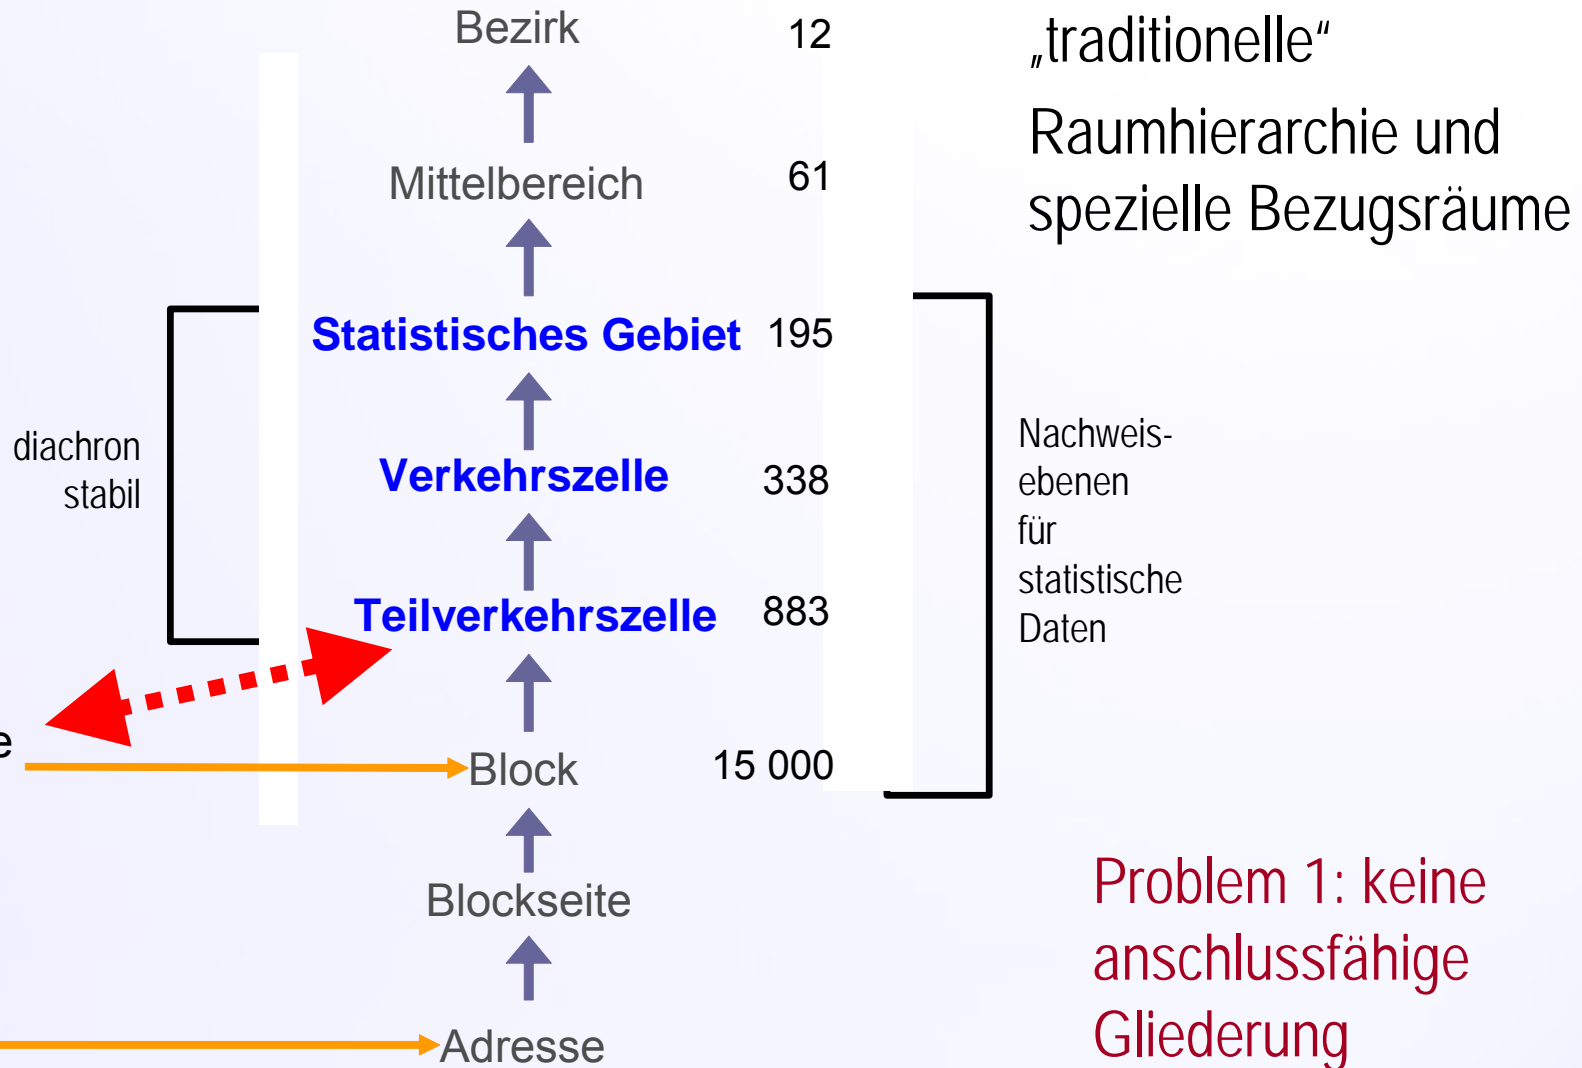 Bezirk 12
„traditionelle“
Raumhierarchie und
spezielle Bezugsräume
Mittelbereich 61
Statistisches Gebiet 195
diachron
stabil
Verkehrszelle 338
Nachweis-
ebenen
für
statistische
Daten
Teilverkehrszelle 883
e
Block 15 000
Blockseite
Adresse
Problem 1: keine
anschlussfähige
Gliederung